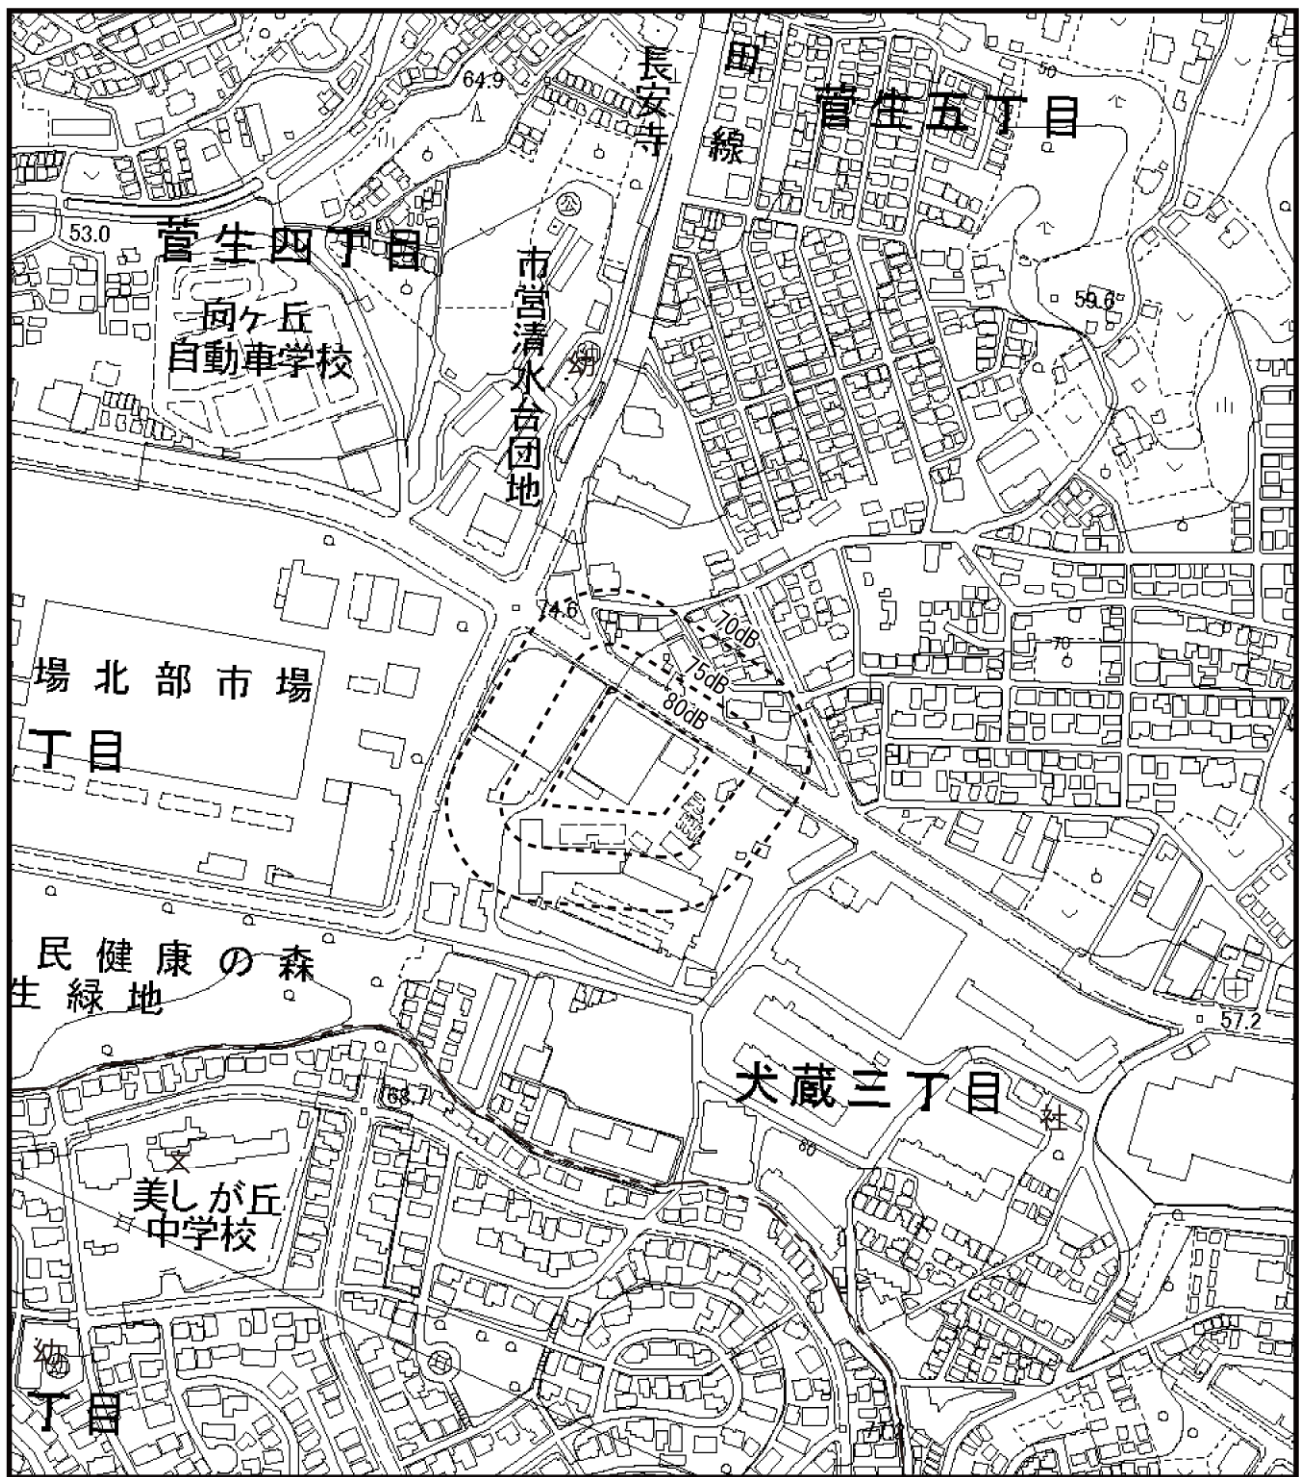 長安寺
田
線
菅生五丁目
64.9
50
公
53.0
菅生四丁目
市営清水台団地
59.6
向ケ丘
自動車学校
幼
74.6
70dB
75dB
80dB
70
場北部市場
丁目
民健康の森
生緑地
57.2
犬蔵三丁目
68.7
社
60
文
美しが丘
中学校
幼
丁目